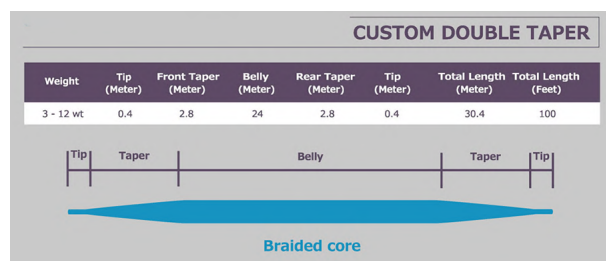 CUSTOM DOUBLE TAPER
Weight Tip (Meter) Front Taper (Meter) Belly (Meter) Rear Taper (Meter) Tip (Meter) Total Length (Meter) Total Length (Feet)
3 - 12 wt 0.4 2.8 24 2.8 0.4 30.4 100
Tip Taper Belly Taper Tip
Braided core